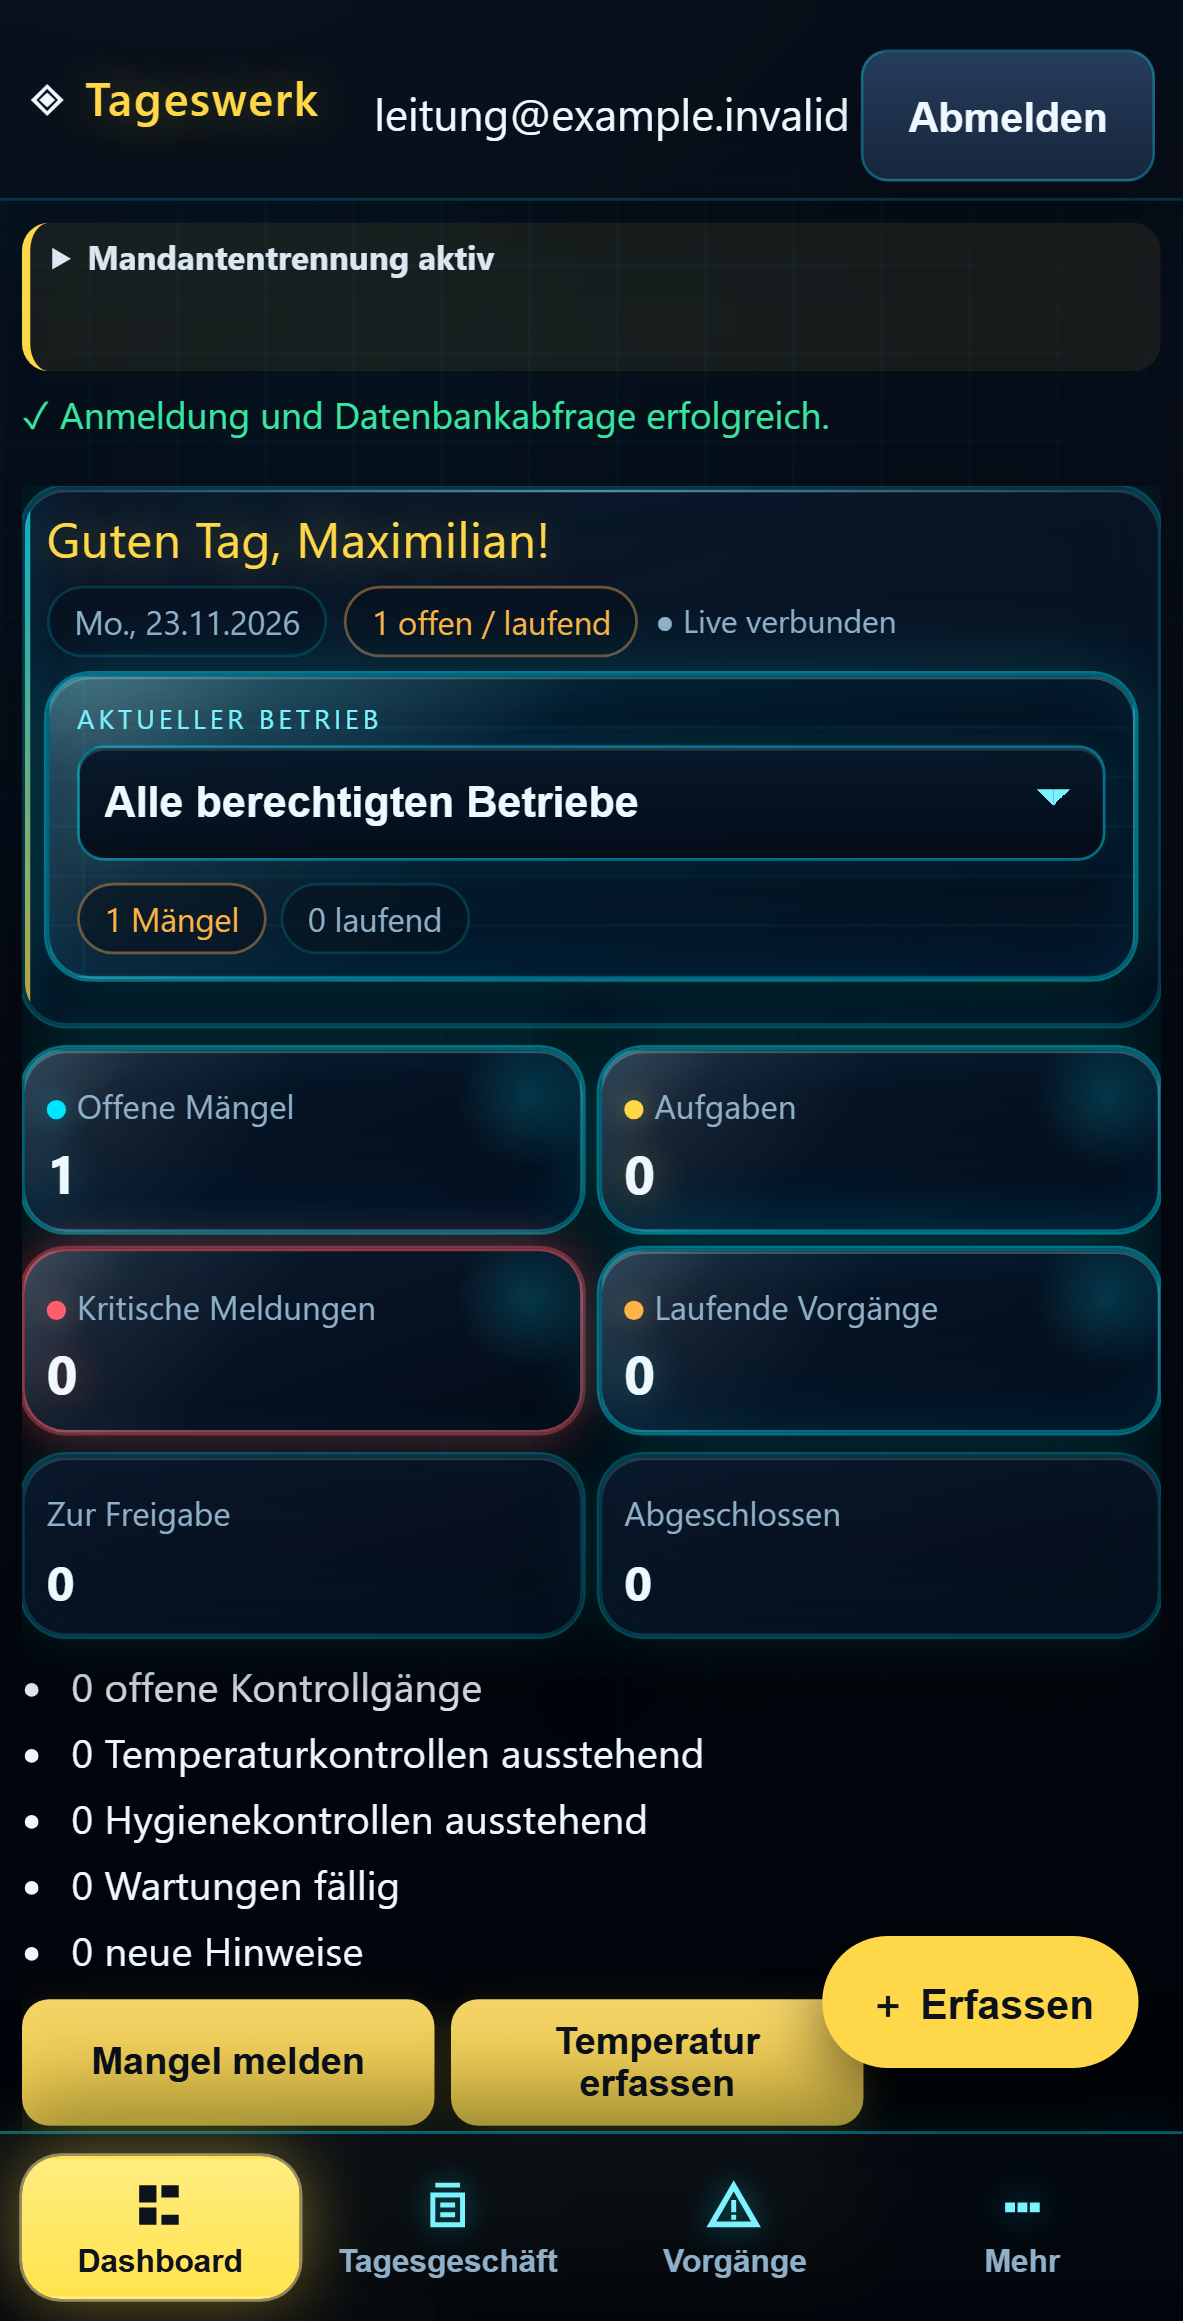 Tageswerk
leitung@example.invalid
Abmelden
Mandantentrennung aktiv
✓ Anmeldung und Datenbankabfrage erfolgreich.
Guten Tag, Maximilian!
Mo., 23.11.2026
1 offen / laufend
● Live verbunden
AKTUELLER BETRIEB
Alle berechtigten Betriebe
1 Mängel
0 laufend
Offene Mängel
1
Aufgaben
0
Kritische Meldungen
0
Laufende Vorgänge
0
Zur Freigabe
0
Abgeschlossen
0
• 0 offene Kontrollgänge
• 0 Temperaturkontrollen ausstehend
• 0 Hygienekontrollen ausstehend
• 0 Wartungen fällig
• 0 neue Hinweise
+ Erfassen
Mangel melden
Temperatur
erfassen
Dashboard
Tagesgeschäft
Vorgänge
Mehr